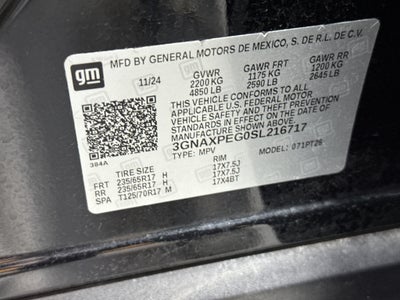 gm
MFD BY GENERAL MOTORS DE MEXICO, S. DE R.L. DE C.V.
11/24 GVWR GAWR FRT GAWR RR
2200 KG 1175 KG 1200 KG
4850 LB 2590 LB 2645 LB
THIS VEHICLE CONFORMS TO ALL
APPLICABLE U.S. FEDERAL MOTOR
VEHICLE SAFETY AND THEFT PREVENTION
STANDARDS IN EFFECT ON THE DATE OF
MANUFACTURE SHOWN ABOVE.
3GNAXPEG0SL216717
384A TYPE: MPV MODEL: 071PT26
TIRE SIZE RIM
FRT 235/65R17 H 17X7.5J
RR 235/65R17 H 17X7.5J
SPA T125/70R17 M 17X4BT